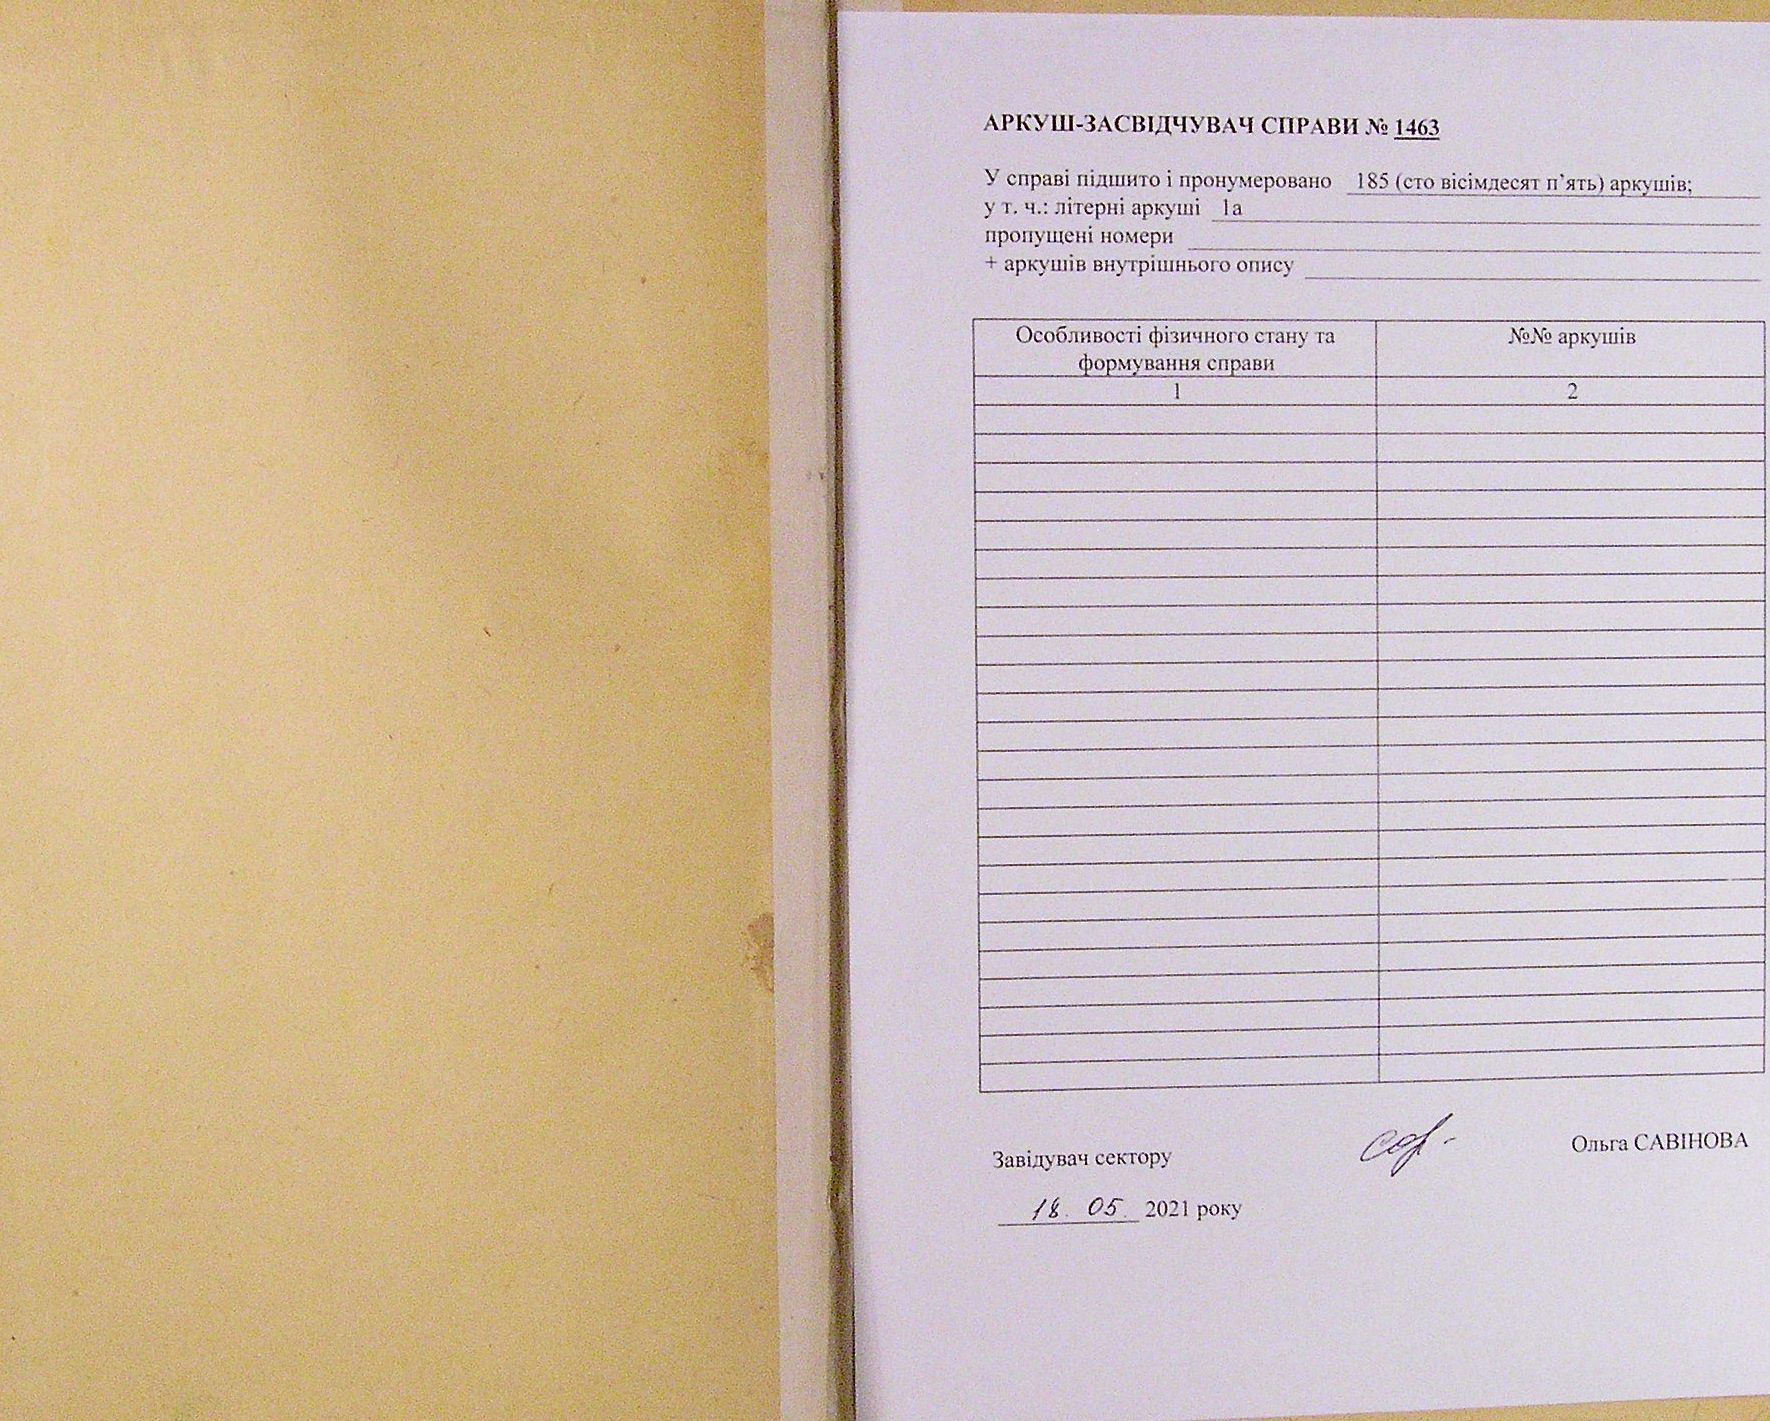 АРКУШ-ЗАСВІДЧУВАЧ СПРАВИ № 1463
У справі підшито і пронумеровано 185 (сто вісімдесят п’ять) аркушів;
у т. ч.: літерні аркуші 1а
пропущені номери
+ аркушів внутрішнього опису
Особливості фізичного стану та
формування справи
№№ аркушів
1
2
Завідувач сектору
Ольга САВІНОВА
18. 05. 2021 року